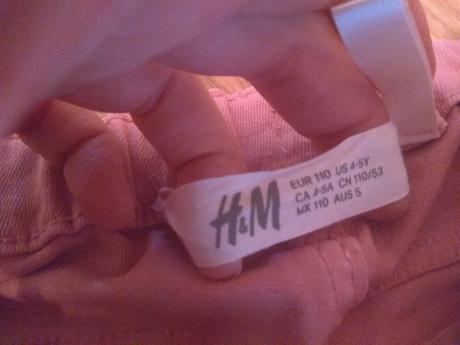 H&M
EUR 110 US 4-5Y
CA 4-5A CN 110/53
MX 110 AUS 5